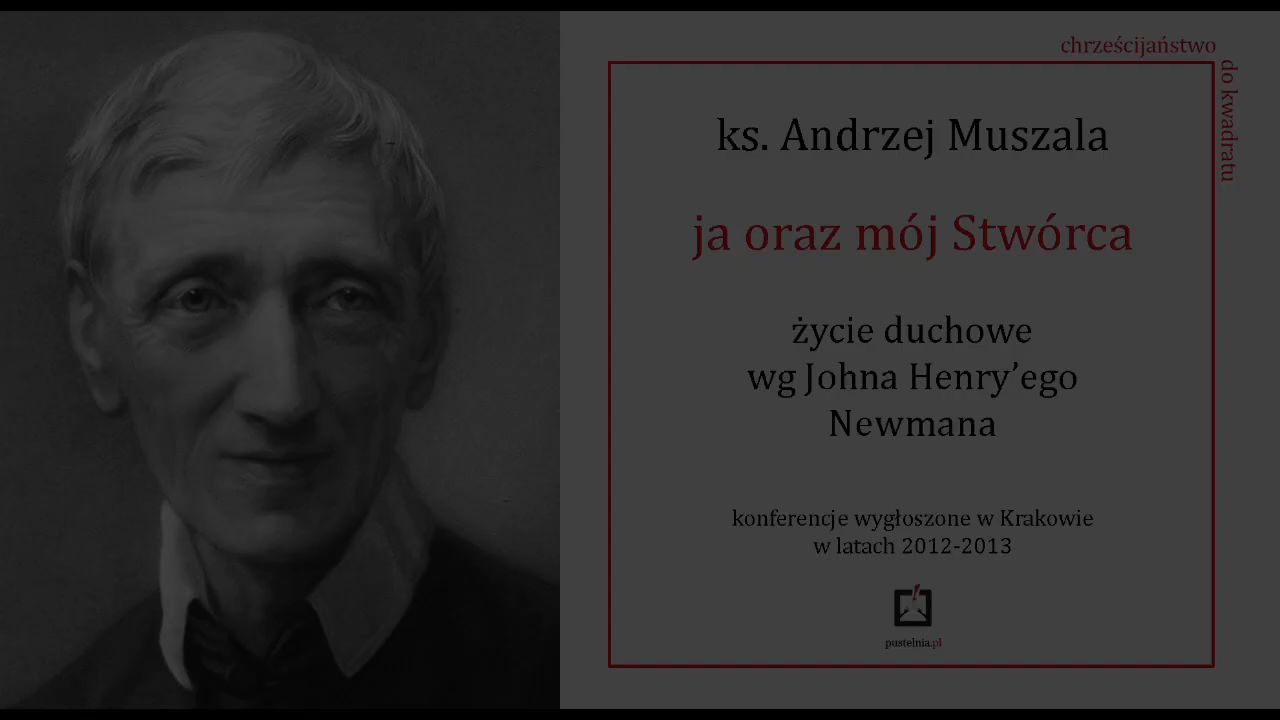 chrześcijaństwo
do kwadratu
ks. Andrzej Muszala
ja oraz mój Stwórca
życie duchowe
wg Johna Henry’ego
Newmana
konferencje wygłoszone w Krakowie
w latach 2012-2013
pustelnia.pl